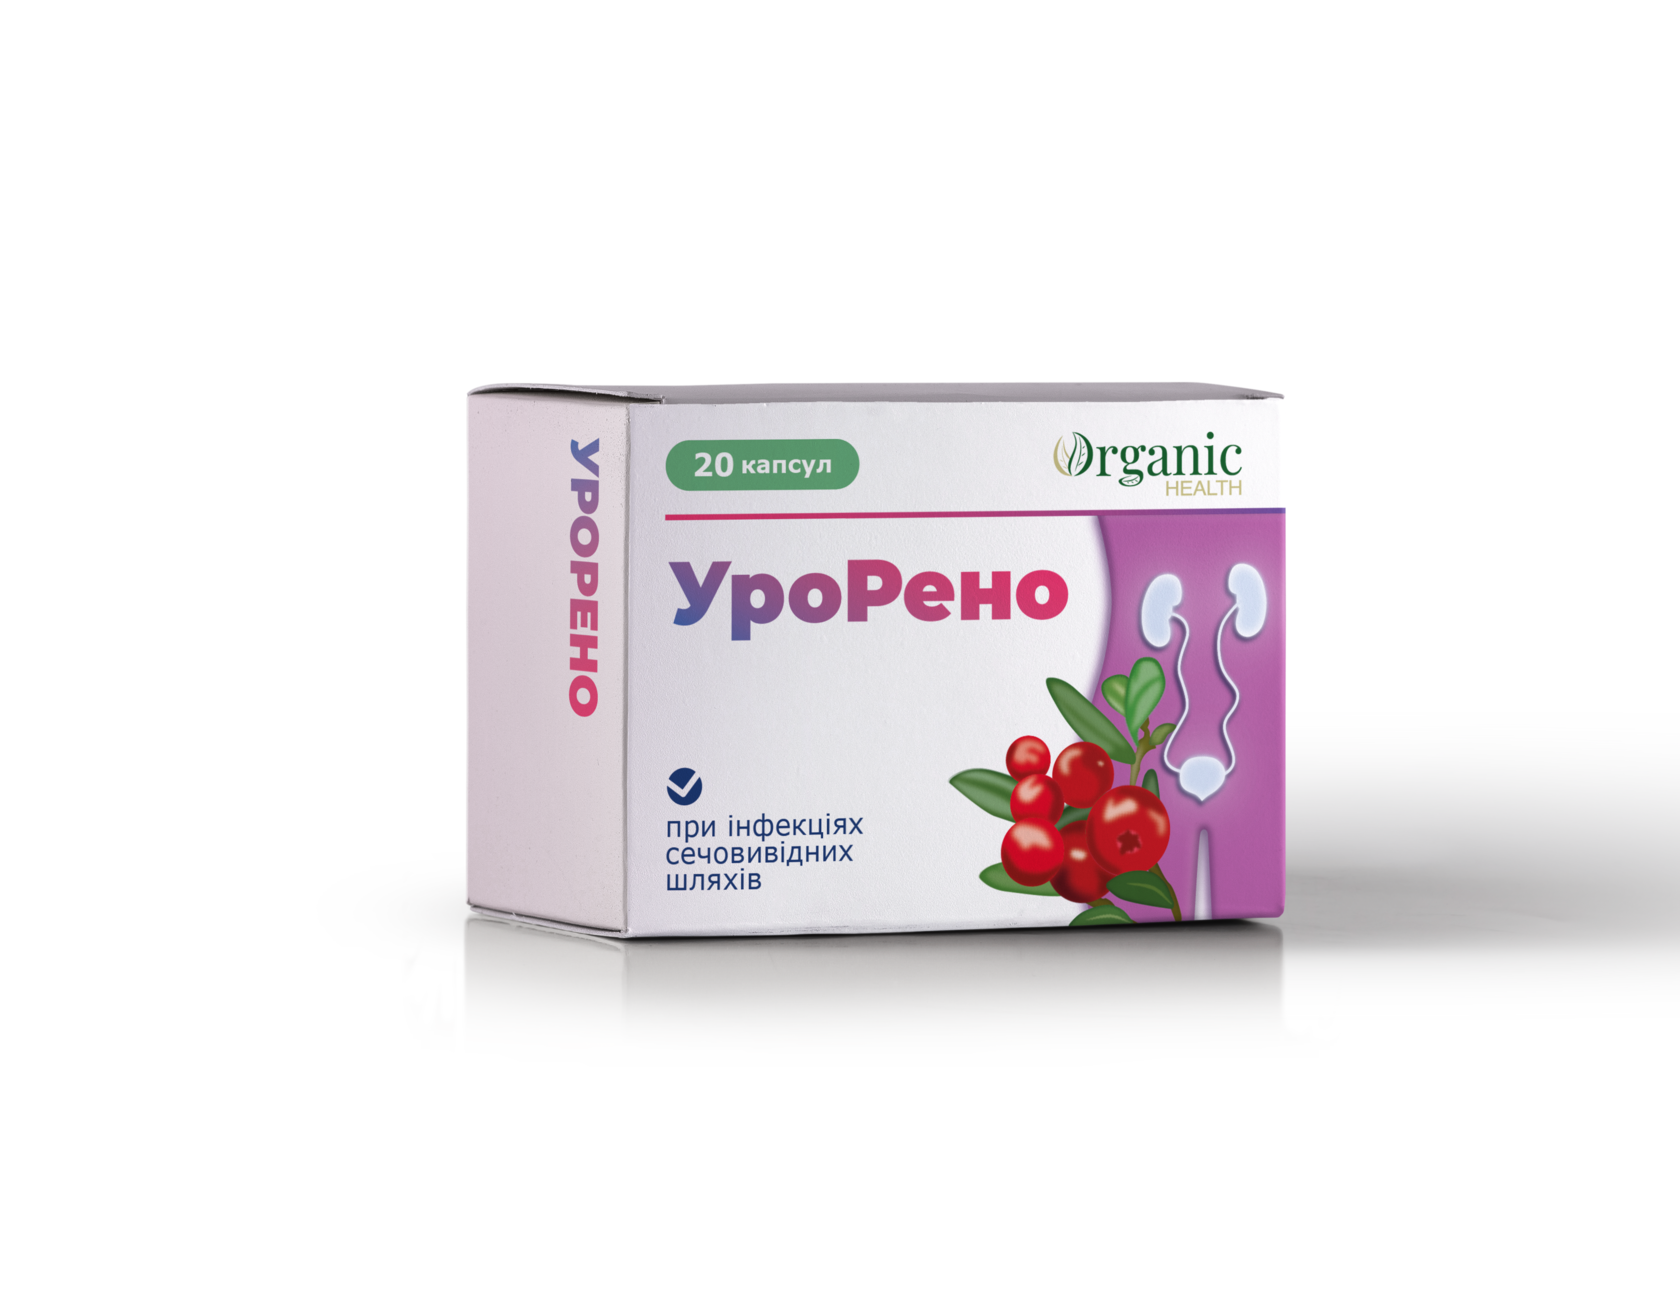 УРОРЕНО
20 капсул
Organic
HEALTH
УроРено
при інфекціях
сечовивідних
шляхів